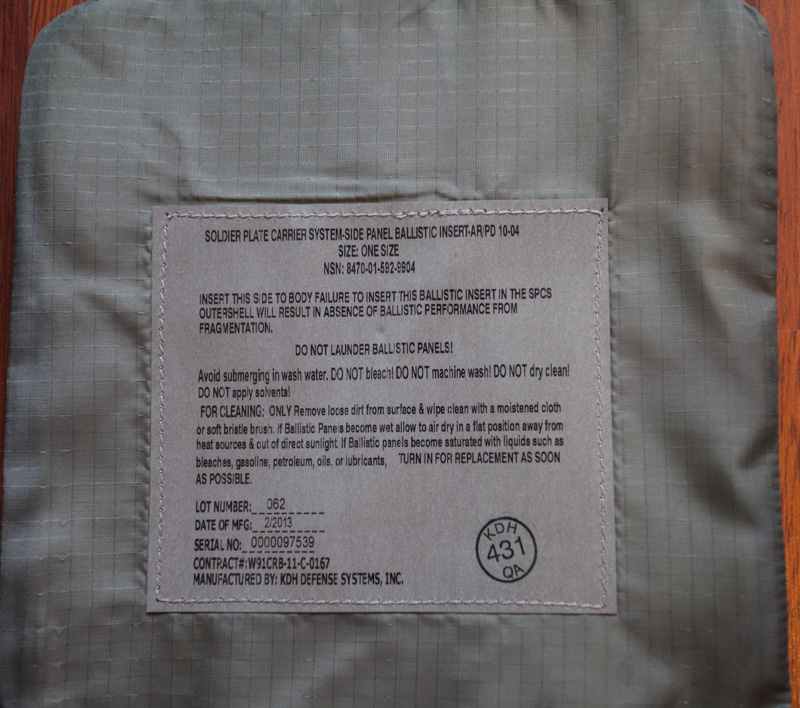 SOLDIER PLATE CARRIER SYSTEM-SIDE PANEL BALLISTIC INSERT-AR/PD 10-04
SIZE: ONE SIZE
NSN: 8470-01-592-9904
INSERT THIS SIDE TO BODY FAILURE TO INSERT THIS BALLISTIC INSERT IN THE SPCS
OUTERSHELL WILL RESULT IN ABSENCE OF BALLISTIC PERFORMANCE FROM
FRAGMENTATION.
DO NOT LAUNDER BALLISTIC PANELS!
Avoid submerging in wash water. DO NOT bleach! DO NOT machine wash! DO NOT dry clean!
DO NOT apply solvents!
FOR CLEANING: ONLY Remove loose dirt from surface & wipe clean with a moistened cloth
or soft bristle brush. If Ballistic Panels become wet allow to air dry in a flat position away from
heat sources & out of direct sunlight. If Ballistic panels become saturated with liquids such as
bleaches, gasoline, petroleum, oils, or lubricants, TURN IN FOR REPLACEMENT AS SOON
AS POSSIBLE.
LOT NUMBER: 062
DATE OF MFG: 2/2013
SERIAL NO: 0000097539
CONTRACT#:W91CRB-11-C-0167
MANUFACTURED BY: KDH DEFENSE SYSTEMS, INC.
KDH
431
QA